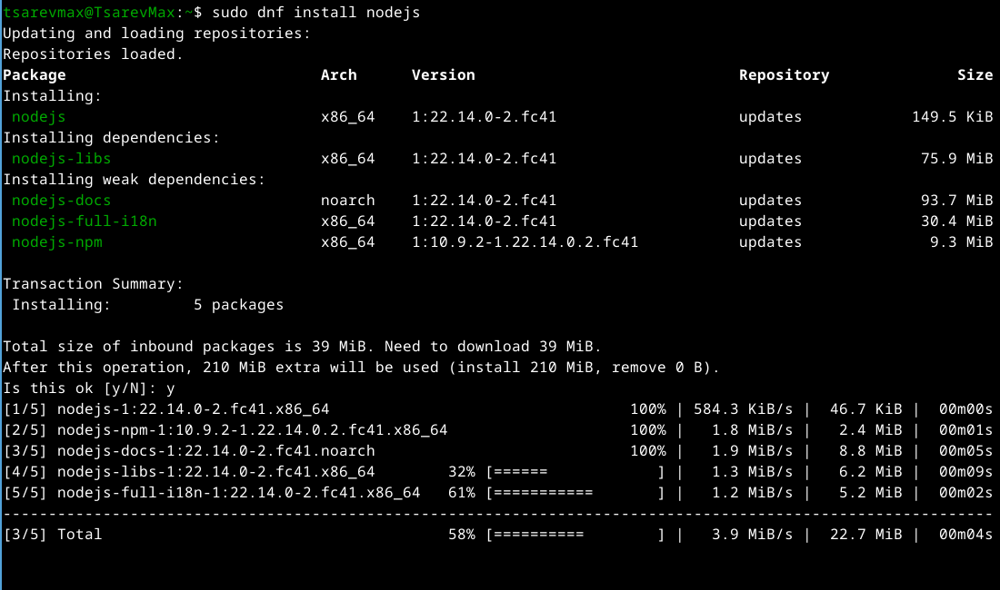 tsarevmax@TsarevMax:~$ sudo dnf install nodejs
Updating and loading repositories:
Repositories loaded.
Package Arch Version Repository Size
Installing:
nodejs x86_64 1:22.14.0-2.fc41 updates 149.5 KiB
Installing dependencies:
nodejs-libs x86_64 1:22.14.0-2.fc41 updates 75.9 MiB
Installing weak dependencies:
nodejs-docs noarch 1:22.14.0-2.fc41 updates 93.7 MiB
nodejs-full-i18n x86_64 1:22.14.0-2.fc41 updates 30.4 MiB
nodejs-npm x86_64 1:10.9.2-1.22.14.0.2.fc41 updates 9.3 MiB
Transaction Summary:
Installing: 5 packages
Total size of inbound packages is 39 MiB. Need to download 39 MiB.
After this operation, 210 MiB extra will be used (install 210 MiB, remove 0 B).
Is this ok [y/N]: y
[1/5] nodejs-1:22.14.0-2.fc41.x86_64 100% | 584.3 KiB/s | 46.7 KiB | 00m00s
[2/5] nodejs-npm-1:10.9.2-1.22.14.0.2.fc41.x86_64 100% | 1.8 MiB/s | 2.4 MiB | 00m01s
[3/5] nodejs-docs-1:22.14.0-2.fc41.noarch 100% | 1.9 MiB/s | 8.8 MiB | 00m05s
[4/5] nodejs-libs-1:22.14.0-2.fc41.x86_64 32% [====== ] | 1.3 MiB/s | 6.2 MiB | 00m09s
[5/5] nodejs-full-i18n-1:22.14.0-2.fc41.x86_64 61% [=========== ] | 1.2 MiB/s | 5.2 MiB | 00m02s
-------------------------------------------------------------------------------------------------------------
[3/5] Total 58% [========== ] | 3.9 MiB/s | 22.7 MiB | 00m04s